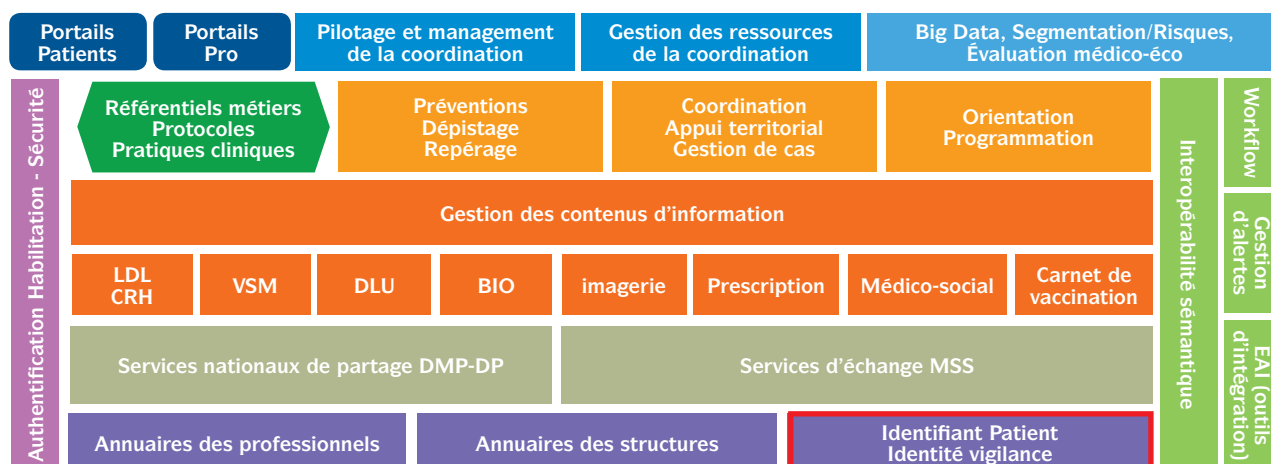 Portails
Patients
Portails
Pro
Pilotage et management
de la coordination
Gestion des ressources
de la coordination
Big Data, Segmentation/Risques,
Évaluation médico-éco
Authentification Habilitation - Sécurité
Référentiels métiers
Protocoles
Pratiques cliniques
Préventions
Dépistage
Repérage
Coordination
Appui territorial
Gestion de cas
Orientation
Programmation
Interopérabilité sémantique
Workflow
Gestion des contenus d'information
Gestion
d'alertes
LDL
CRH
VSM
DLU
BIO
imagerie
Prescription
Médico-social
Carnet de
vaccination
Services nationaux de partage DMP-DP
Services d'échange MSS
EAI (outils
d'intégration)
Annuaires des professionnels
Annuaires des structures
Identifiant Patient
Identité vigilance